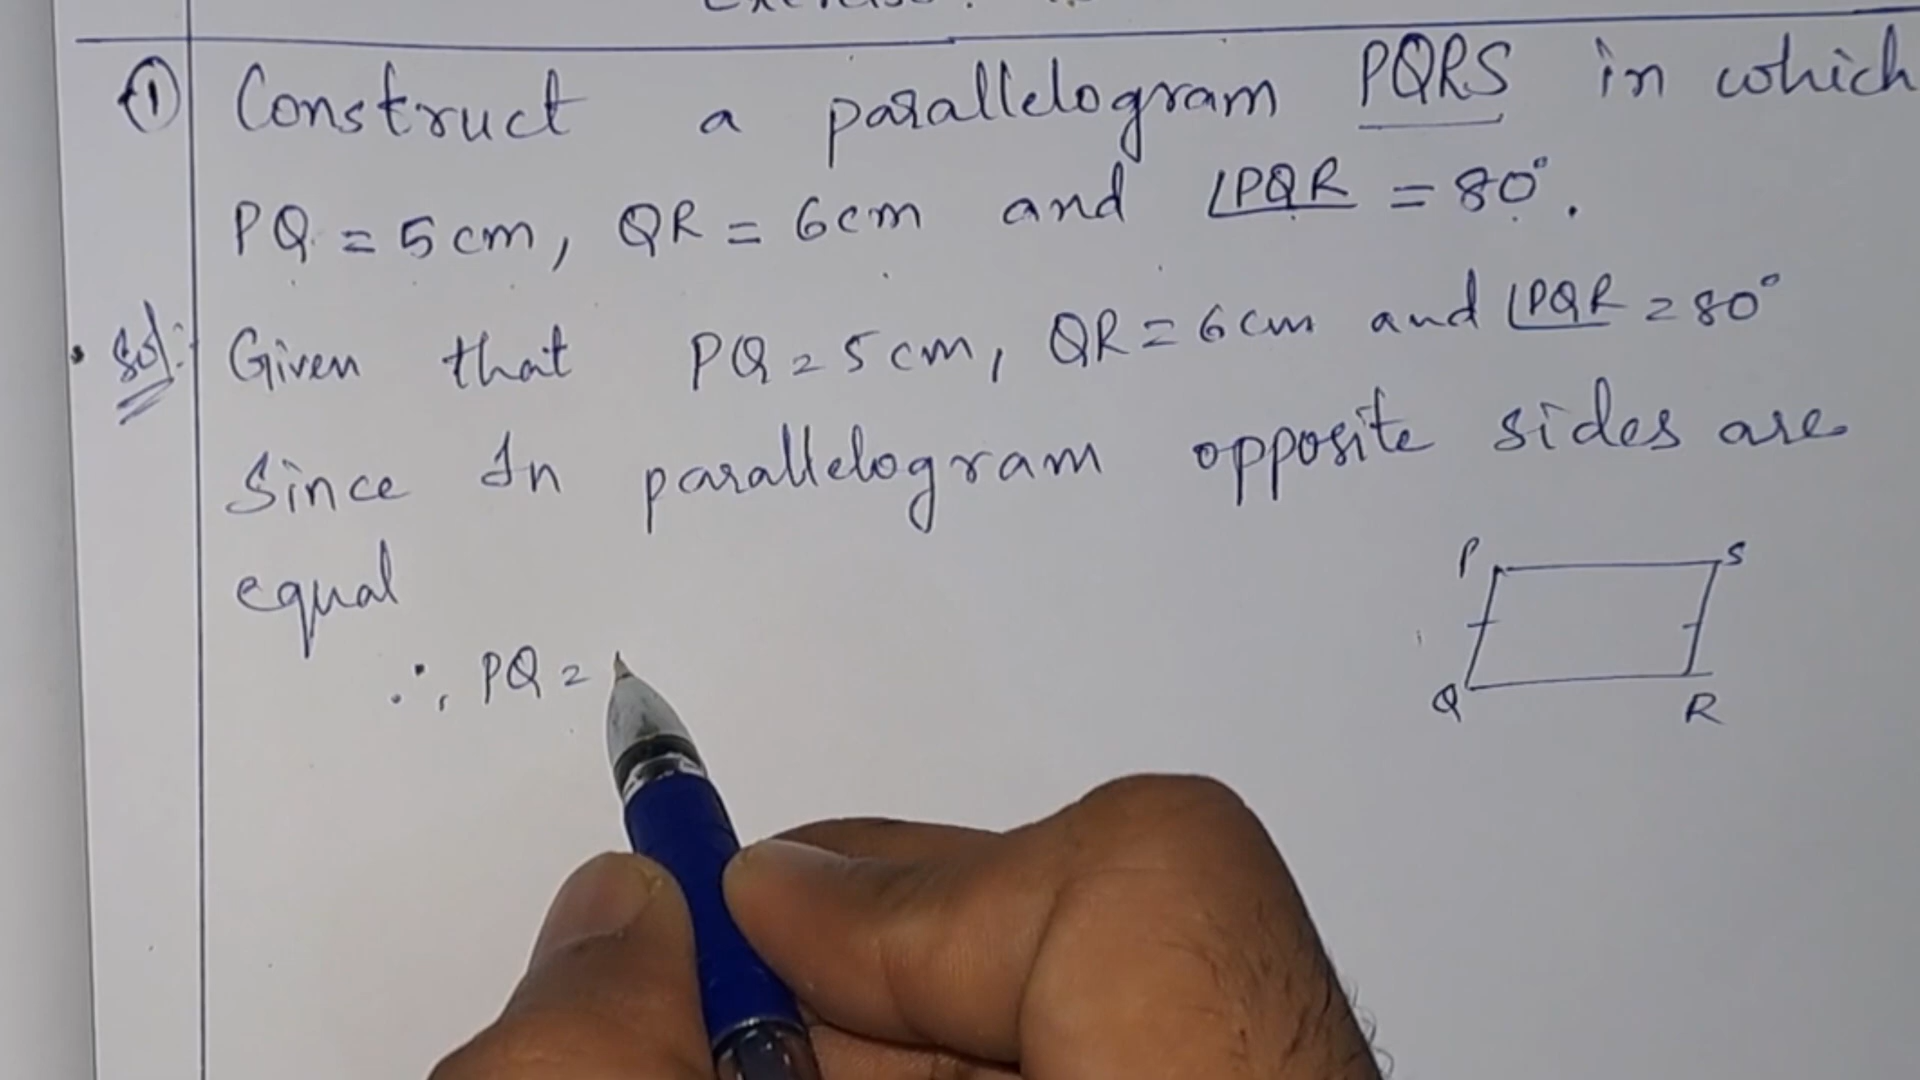 ① Construct a parallelogram PQRS in which
PQ = 5cm, QR = 6cm and ∠PQR = 80°.
Sol: Given that PQ = 5cm, QR = 6cm and ∠PQR = 80°
Since In parallelogram opposite sides are
equal
∴ PQ =
P S
Q R